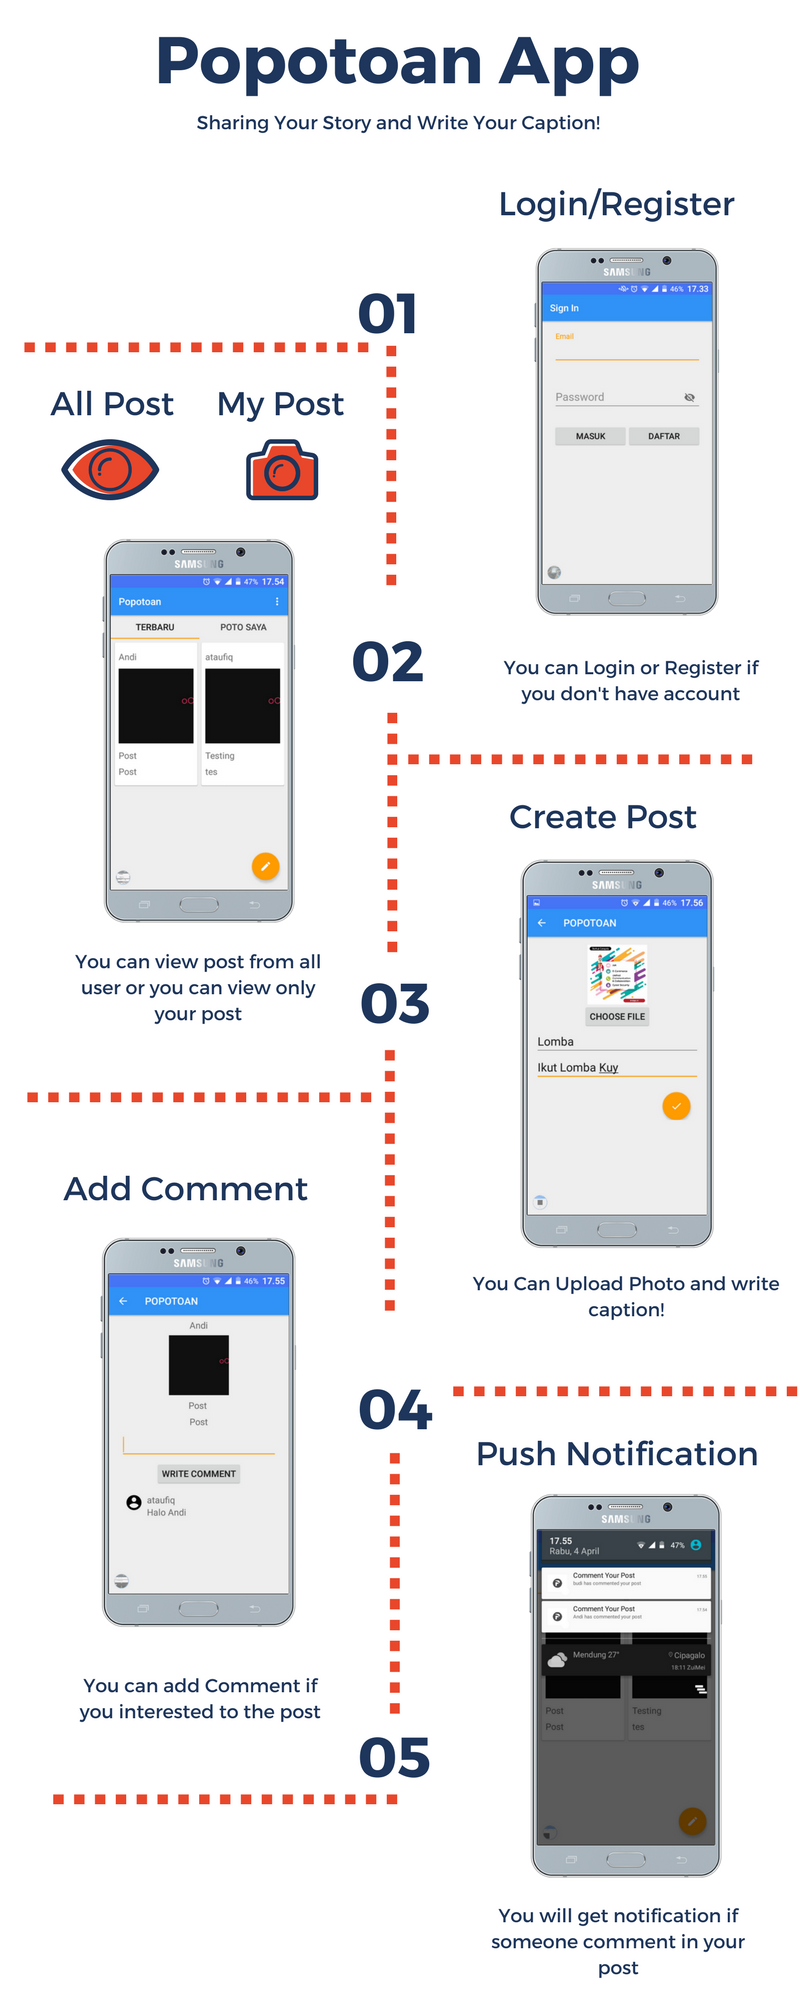 Popotoan App
Sharing Your Story and Write Your Caption!
Login/Register
01
SAMSUNG
46% 17.33
Sign In
Email
Password
MASUK DAFTAR
You can Login or Register if
you don't have account
All Post My Post
SAMSUNG
47% 17.54
Popotoan
TERBARU POTO SAYA
Andi ataufiq
Post Testing
Post tes
You can view post from all
user or you can view only
your post
02
Create Post
SAMSUNG
46% 17.56
POPOTOAN
CHOOSE FILE
Lomba
Ikut Lomba Kuy
You Can Upload Photo and write
caption!
03
Add Comment
SAMSUNG
46% 17.55
POPOTOAN
Andi
Post
Post
WRITE COMMENT
ataufiq
Halo Andi
You can add Comment if
you interested to the post
04
Push Notification
SAMSUNG
17.55
47%
Rabu, 4 April
Comment Your Post
budi has commented your post
Comment Your Post
Andi has commented your post
Mendung 27° Cipagalo
18:11 ZuiMei
Post Testing
Post tes
You will get notification if
someone comment in your
post
05